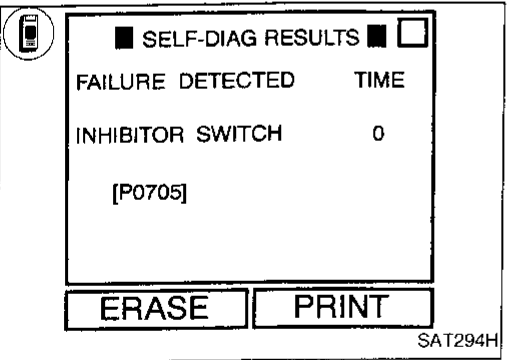 SELF-DIAG RESULTS
FAILURE DETECTED TIME
INHIBITOR SWITCH 0
[P0705]
ERASE PRINT
SAT294H